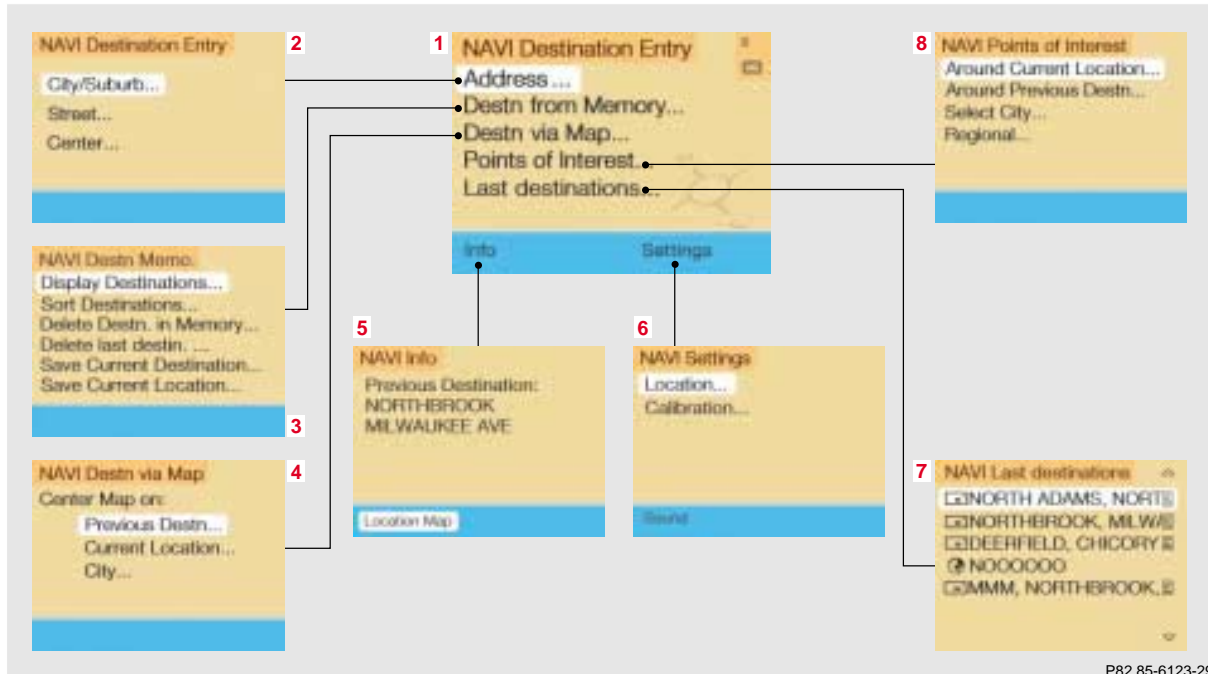 2
NAVI Destination Entry
City/Suburb...
Street...
Center...
1
NAVI Destination Entry
Address ...
Destn from Memory...
Destn via Map...
Points of Interest...
Last destinations...
Info Settings
8
NAVI Points of Interest
Around Current Location...
Around Previous Destn...
Select City...
Regional...
NAVI Destn Memo.
Display Destinations...
Sort Destinations...
Delete Destn. in Memory...
Delete last destin. ...
Save Current Destination...
Save Current Location...
3
4
NAVI Destn via Map
Center Map on:
Previous Destn...
Current Location...
City...
5
NAVI Info
Previous Destination:
NORTHBROOK
MILWAUKEE AVE
Location Map
6
NAVI Settings
Location...
Calibration...
Sound
7
NAVI Last destinations
NORTH ADAMS, NORT
NORTHBROOK, MILWA
DEERFIELD, CHICORY
NOOOOOO
MMM, NORTHBROOK,
P82.85-6123-29